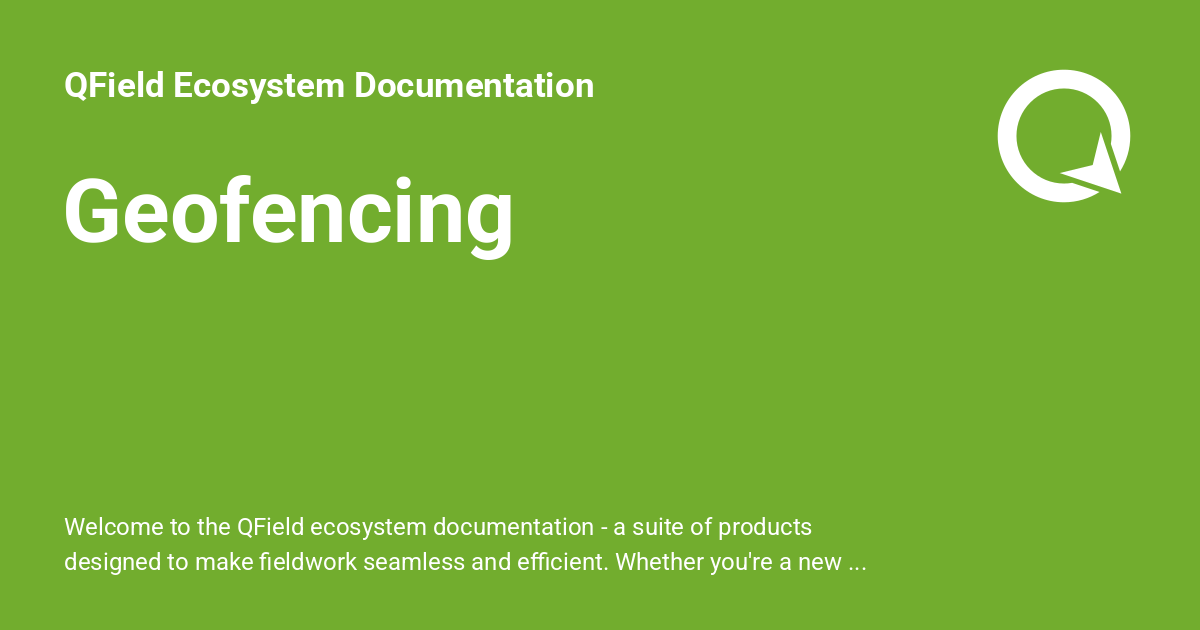 QField Ecosystem Documentation
Geofencing
Welcome to the QField ecosystem documentation - a suite of products
designed to make fieldwork seamless and efficient. Whether you're a new ...